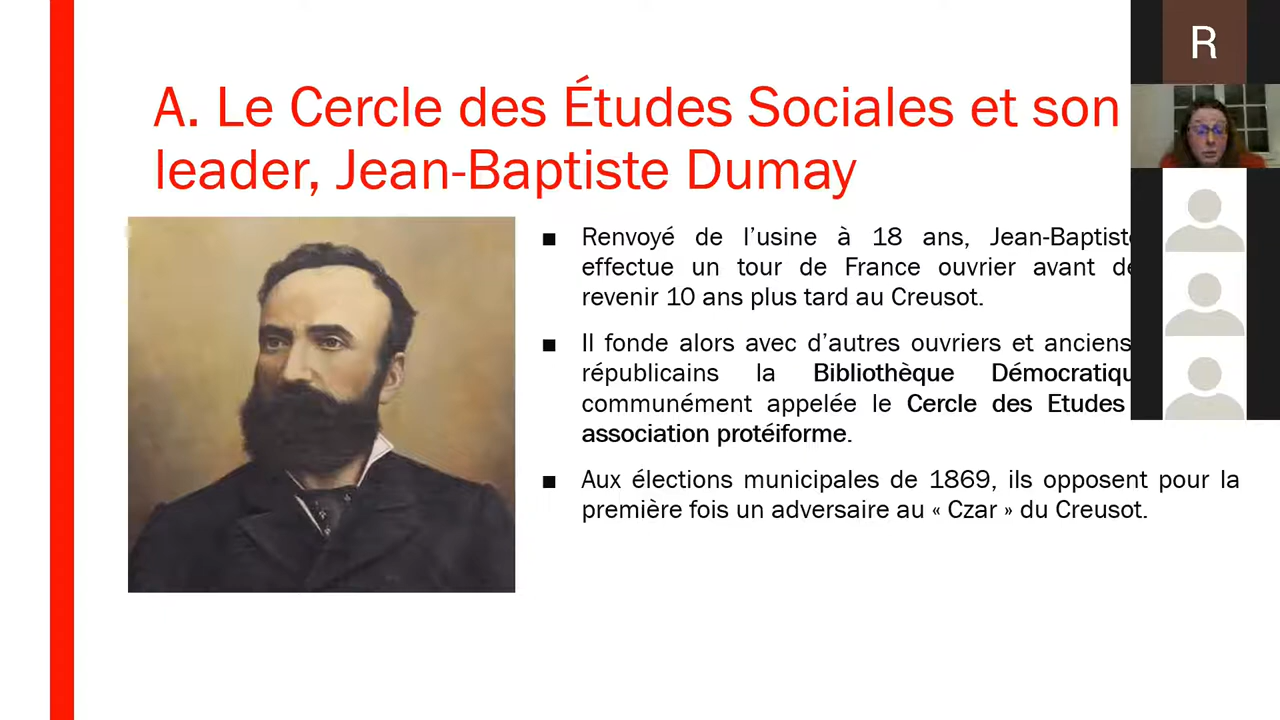 A. Le Cercle des Études Sociales et son
leader, Jean-Baptiste Dumay
R
■ Renvoyé de l’usine à 18 ans, Jean-Baptiste
effectue un tour de France ouvrier avant de
revenir 10 ans plus tard au Creusot.
■ Il fonde alors avec d’autres ouvriers et anciens
républicains la Bibliothèque
communément appelée le Cercle des Etudes
association protéiforme.
■ Aux élections municipales de 1869, ils opposent pour la
première fois un adversaire au « Czar » du Creusot.